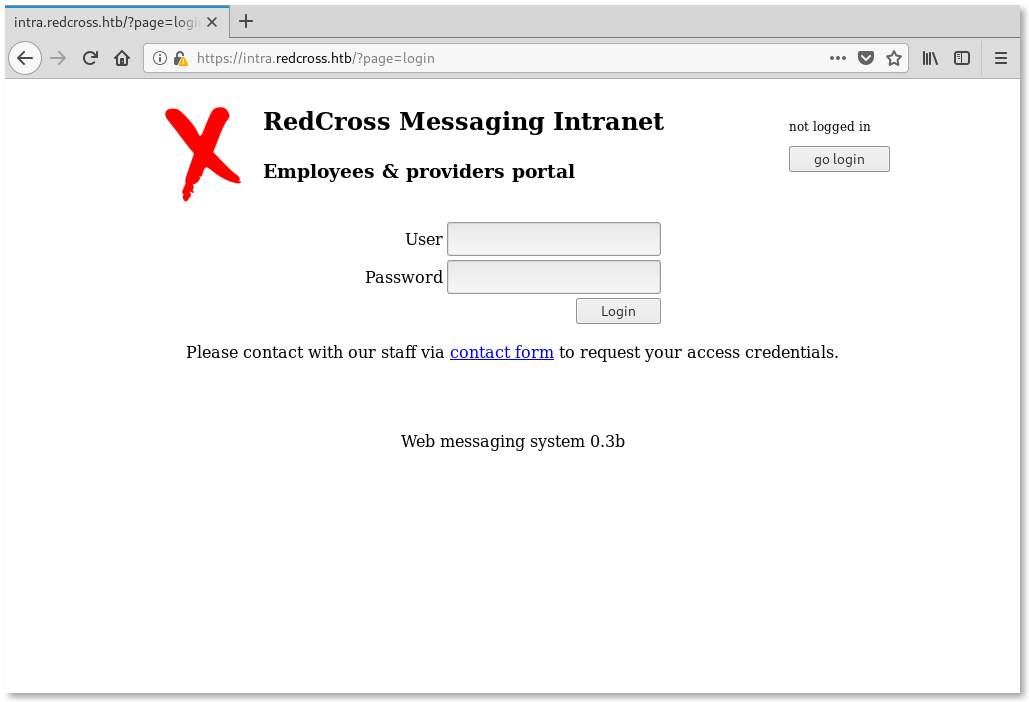 intra.redcross.htb/?page=logi
https://intra.redcross.htb/?page=login
RedCross Messaging Intranet
not logged in
go login
Employees & providers portal
User
Password
Login
Please contact with our staff via contact form to request your access credentials.
Web messaging system 0.3b